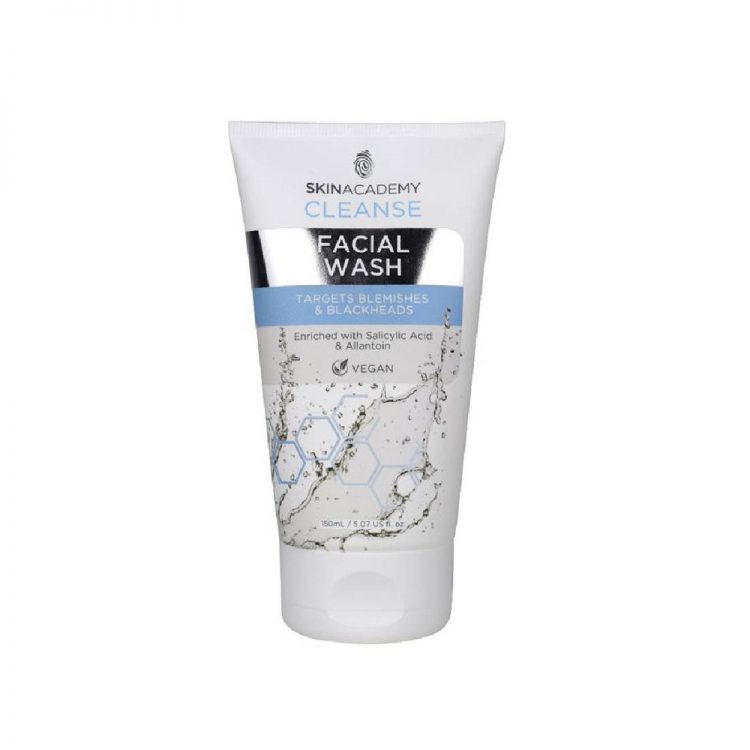 SKINACADEMY
CLEANSE
FACIAL
WASH
TARGETS BLEMISHES
& BLACKHEADS
Enriched with Salicylic Acid
& Allantoin
VEGAN
150mL / 5.07 US fl. oz